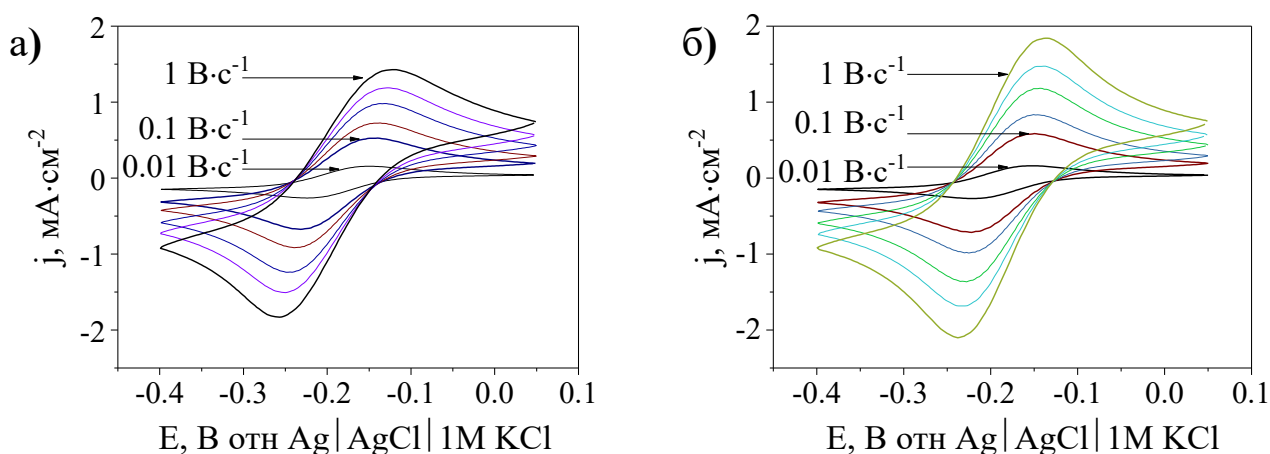 а)
j, мА·см⁻²
2
1
0
-1
-2
1 В·с⁻¹
0.1 В·с⁻¹
0.01 В·с⁻¹
-0.4 -0.3 -0.2 -0.1 0.0 0.1
E, В отн Ag|AgCl|1M KCl
б)
j, мА·см⁻²
2
1
0
-1
-2
1 В·с⁻¹
0.1 В·с⁻¹
0.01 В·с⁻¹
-0.4 -0.3 -0.2 -0.1 0.0 0.1
E, В отн Ag|AgCl|1M KCl